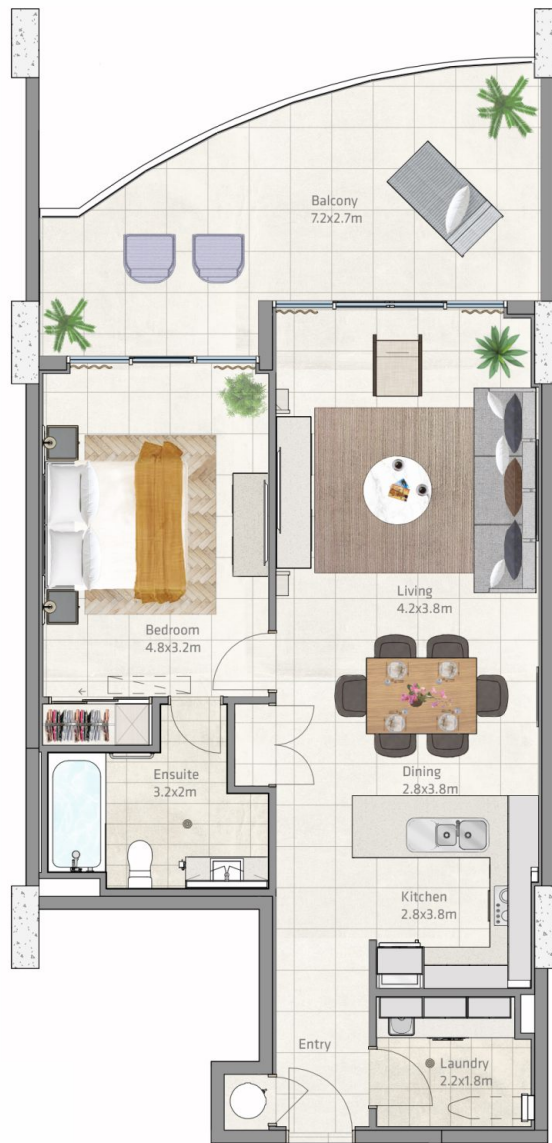 Balcony
7.2x2.7m
Living
4.2x3.8m
Bedroom
4.8x3.2m
Ensuite
3.2x2m
Dining
2.8x3.8m
Kitchen
2.8x3.8m
Entry
Laundry
2.2x1.8m